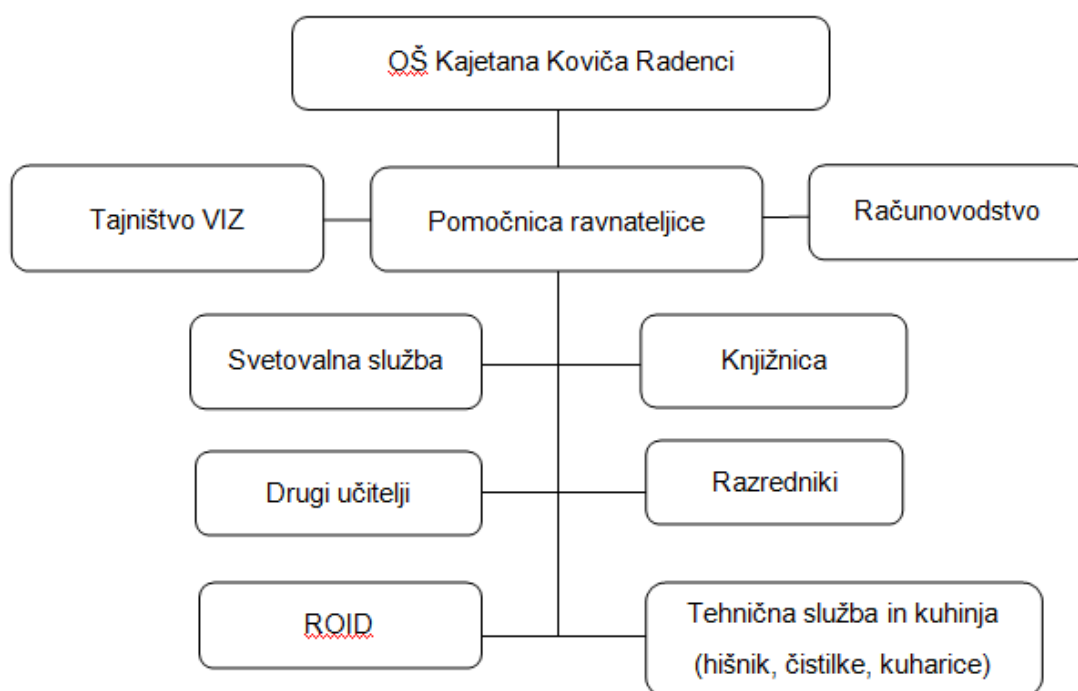 OŠ Kajetana Koviča Radenci
Tajništvo VIZ
Pomočnica ravnateljice
Računovodstvo
Svetovalna služba
Knjižnica
Drugi učitelji
Razredniki
ROID
Tehnična služba in kuhinja
(hišnik, čistilke, kuharice)